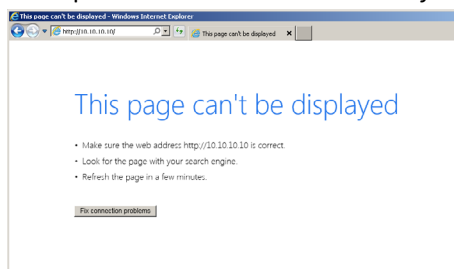 This page can't be displayed - Windows Internet Explorer
http://10.10.10.10/
This page can't be displayed
This page can't be displayed
• Make sure the web address http://10.10.10.10 is correct.
• Look for the page with your search engine.
• Refresh the page in a few minutes.
Fix connection problems